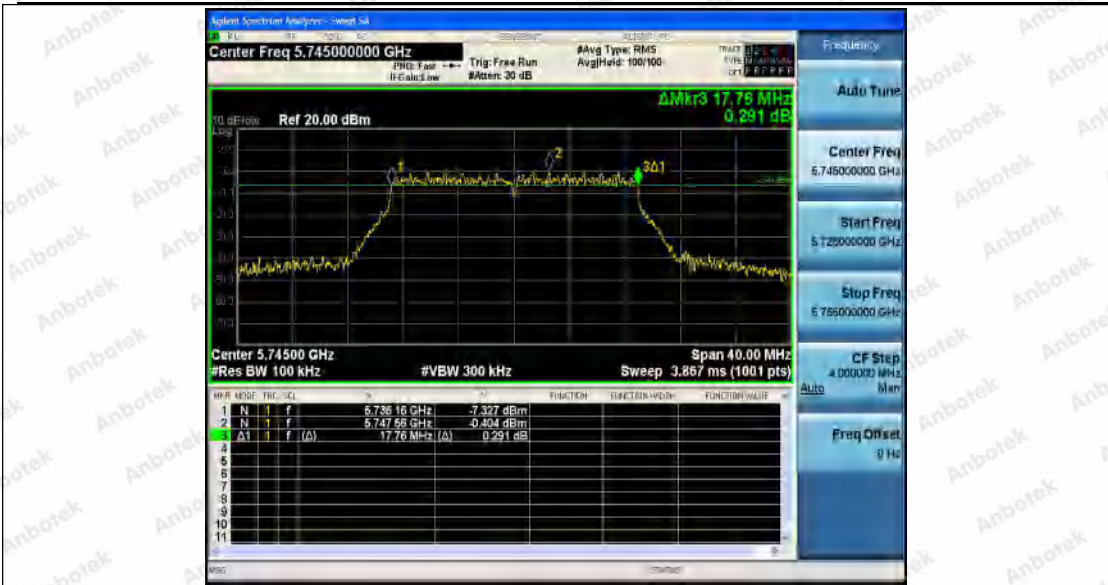 Agilent Spectrum Analyzer - Swept SA
Center Freq 5.745000000 GHz
PNO: Fast
IFGain:Low
Trig: Free Run
#Atten: 30 dB
#Avg Type: RMS
Avg|Hold: 100/100
TRACE
TYPE
DET
Frequency
Auto Tune
ΔMkr3 17.76 MHz
0.291 dB
10 dB/div
Ref 20.00 dBm
Log
1
2
3Δ1
Center Freq
5.745000000 GHz
Start Freq
5.725000000 GHz
Stop Freq
5.765000000 GHz
Center 5.74500 GHz
Span 40.00 MHz
#Res BW 100 kHz
#VBW 300 kHz
Sweep 3.867 ms (1001 pts)
CF Step
4.000000 MHz
Auto Man
MKR MODE TRC SCL X Y FUNCTION FUNCTION WIDTH FUNCTION VALUE
1 N 1 f 5.736 16 GHz -7.327 dBm
2 N 1 f 5.747 56 GHz -0.404 dBm
3 Δ1 1 f (Δ) 17.76 MHz (Δ) 0.291 dB
4
5
6
7
8
9
10
11
Freq Offset
0 Hz
MSG
STATUS
Anbotek